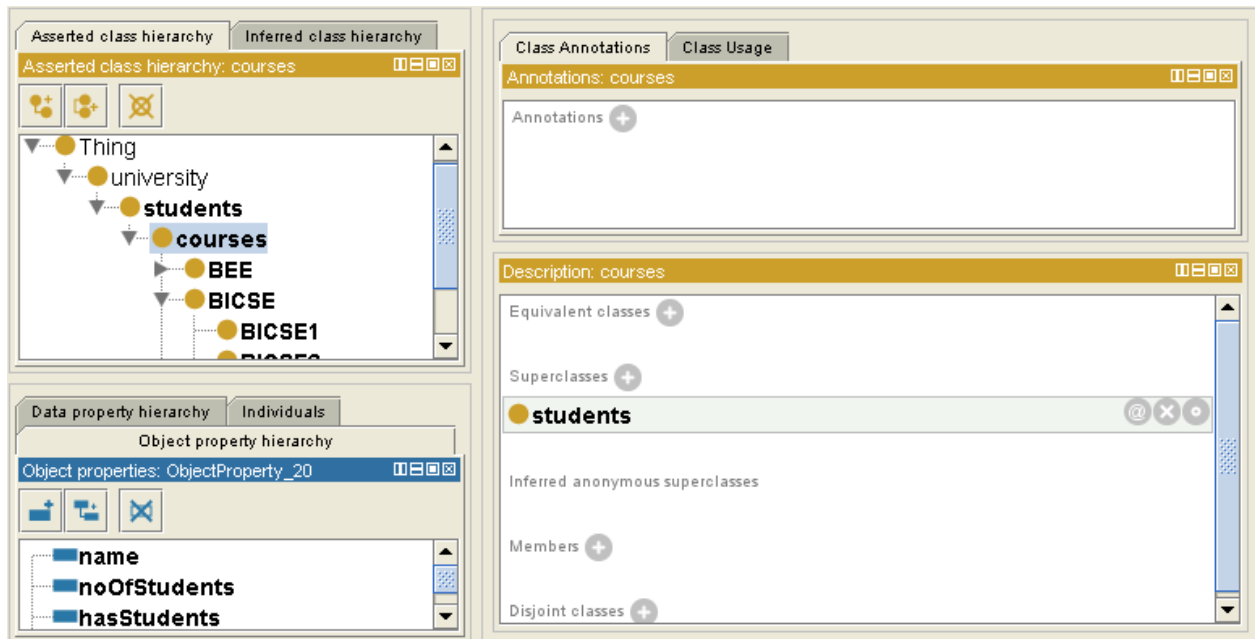 Asserted class hierarchy Inferred class hierarchy
Asserted class hierarchy: courses
Thing
university
students
courses
BEE
BICSE
BICSE1
Data property hierarchy Individuals
Object property hierarchy
Object properties: ObjectProperty_20
name
noOfStudents
hasStudents
Class Annotations Class Usage
Annotations: courses
Annotations
Description: courses
Equivalent classes
Superclasses
students
Inferred anonymous superclasses
Members
Disjoint classes